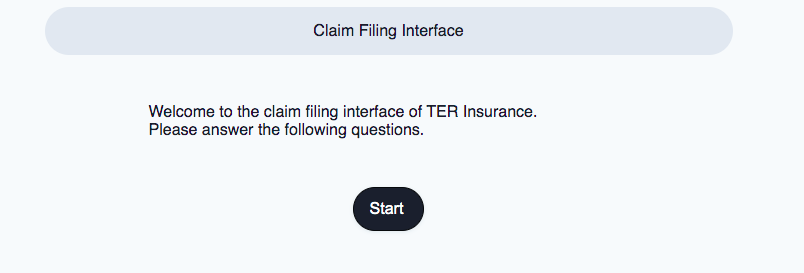 Claim Filing Interface
Welcome to the claim filing interface of TER Insurance.
Please answer the following questions.
Start